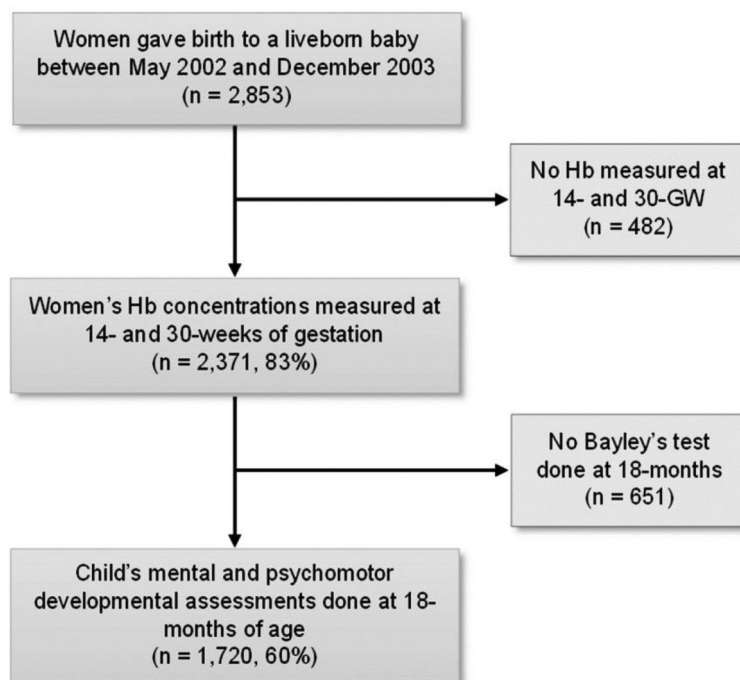 Women gave birth to a liveborn baby
between May 2002 and December 2003
(n = 2,853)
No Hb measured at
14- and 30-GW
(n = 482)
Women's Hb concentrations measured at
14- and 30-weeks of gestation
(n = 2,371, 83%)
No Bayley's test
done at 18-months
(n = 651)
Child's mental and psychomotor
developmental assessments done at 18-
months of age
(n = 1,720, 60%)